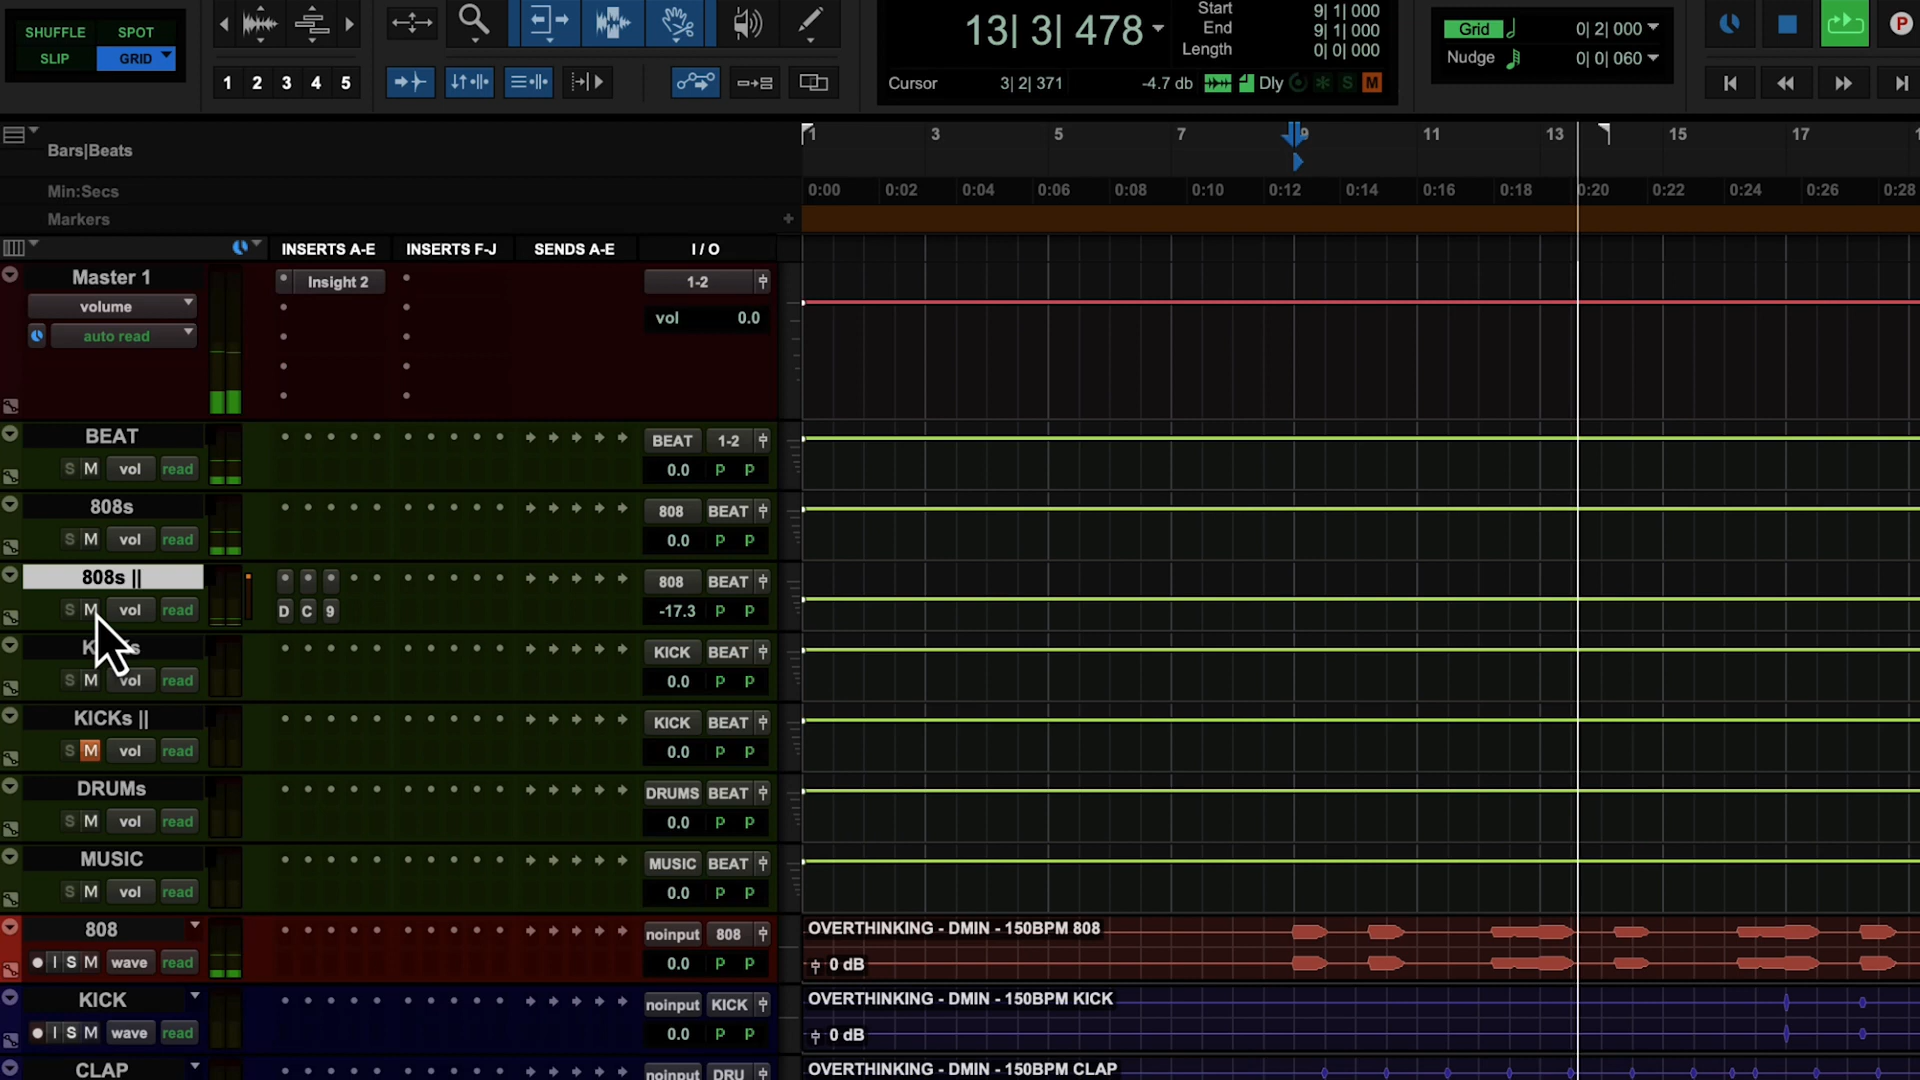 SHUFFLE SPOT
SLIP GRID
1 2 3 4 5
13| 3| 478
Start 9| 1| 000
End 9| 1| 000
Length 0| 0| 000
Cursor 3| 2| 371 -4.7 db Dly S M
Grid 0| 2| 000
Nudge 0| 0| 060
P
Bars|Beats 1 3 5 7 9 11 13 15 17
Min:Secs 0:00 0:02 0:04 0:06 0:08 0:10 0:12 0:14 0:16 0:18 0:20 0:22 0:24 0:26 0:28
Markers +
INSERTS A-E INSERTS F-J SENDS A-E I / O
Master 1 Insight 2 1-2
volume vol 0.0
auto read
BEAT BEAT 1-2
S M vol read 0.0 P P
808s 808 BEAT
S M vol read 0.0 P P
808s || 808 BEAT
S M vol read D C 9 -17.3 P P
KICK BEAT
S M vol read 0.0 P P
KICKs || KICK BEAT
S M vol read 0.0 P P
DRUMs DRUMS BEAT
S M vol read 0.0 P P
MUSIC MUSIC BEAT
S M vol read 0.0 P P
808 noinput 808 OVERTHINKING - DMIN - 150BPM 808
I S M wave read 0.0 P P 0 dB
KICK noinput KICK OVERTHINKING - DMIN - 150BPM KICK
I S M wave read 0.0 P P 0 dB
CLAP noinput DRU OVERTHINKING - DMIN - 150BPM CLAP